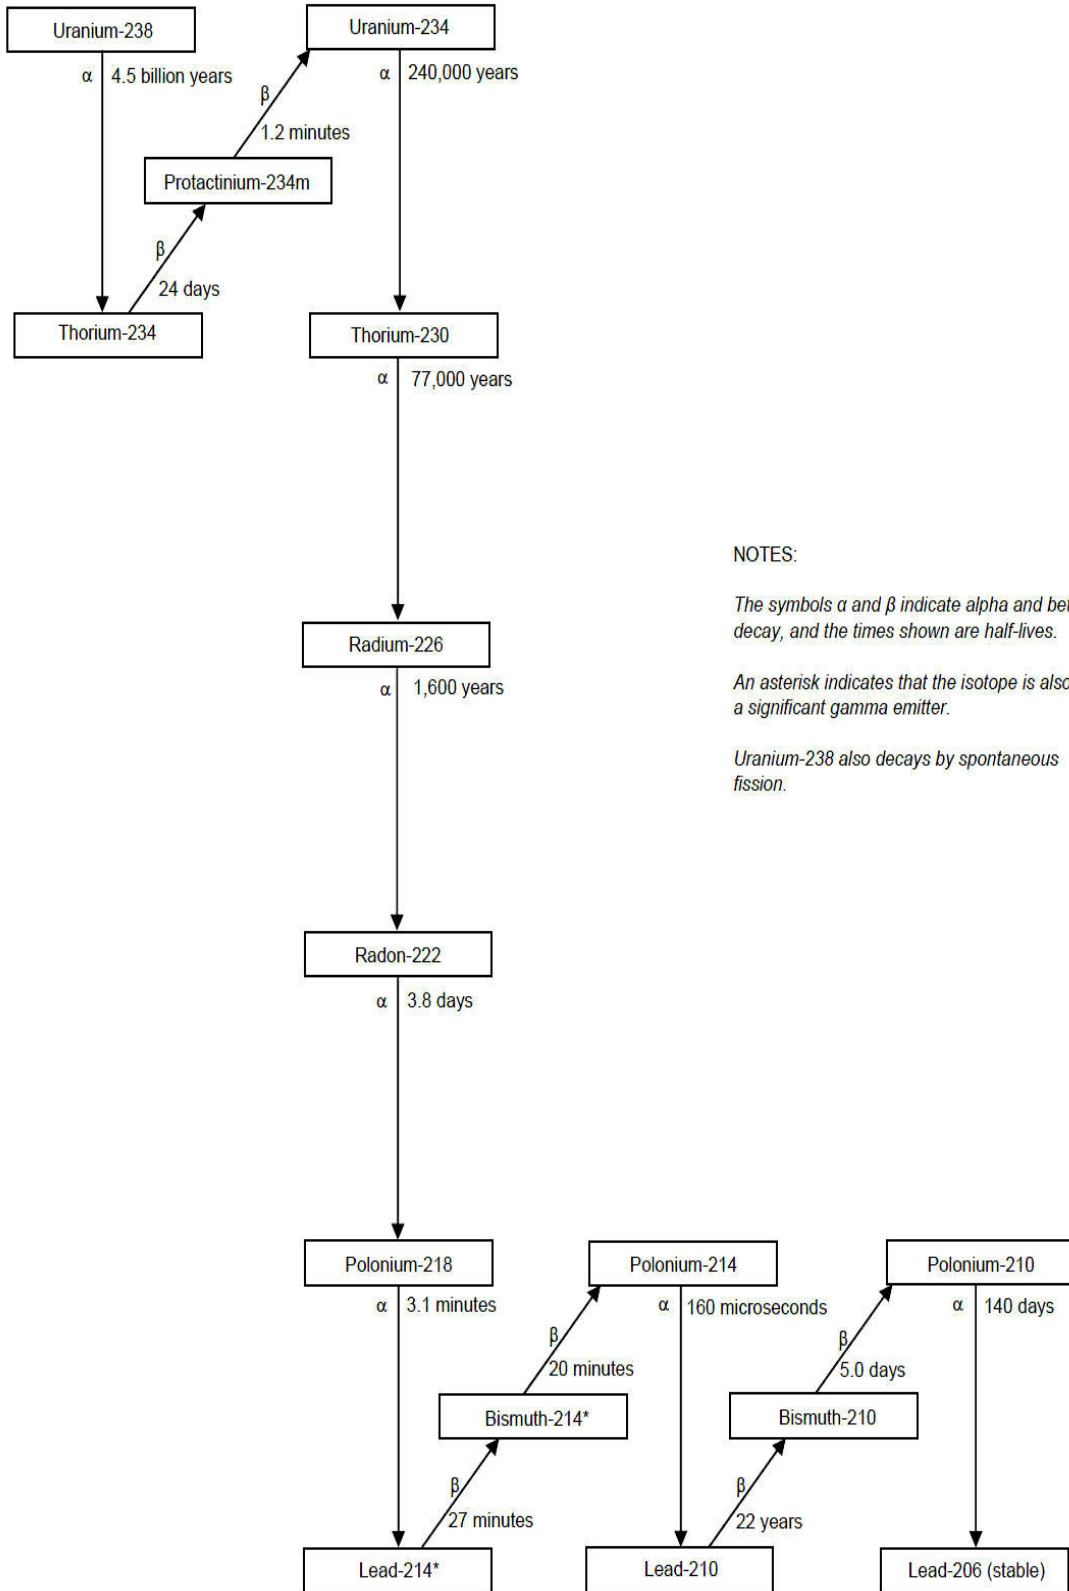 Uranium-238
Uranium-234
α 4.5 billion years
α 240,000 years
β
1.2 minutes
Protactinium-234m
β
24 days
Thorium-234
Thorium-230
α 77,000 years
NOTES:
The symbols α and β indicate alpha and bet
decay, and the times shown are half-lives.
Radium-226
An asterisk indicates that the isotope is also
a significant gamma emitter.
α 1,600 years
Uranium-238 also decays by spontaneous
fission.
Radon-222
α 3.8 days
Polonium-218
Polonium-214
Polonium-210
α 3.1 minutes
α 160 microseconds
α 140 days
β
20 minutes
β
5.0 days
Bismuth-214*
Bismuth-210
β
27 minutes
β
22 years
Lead-214*
Lead-210
Lead-206 (stable)